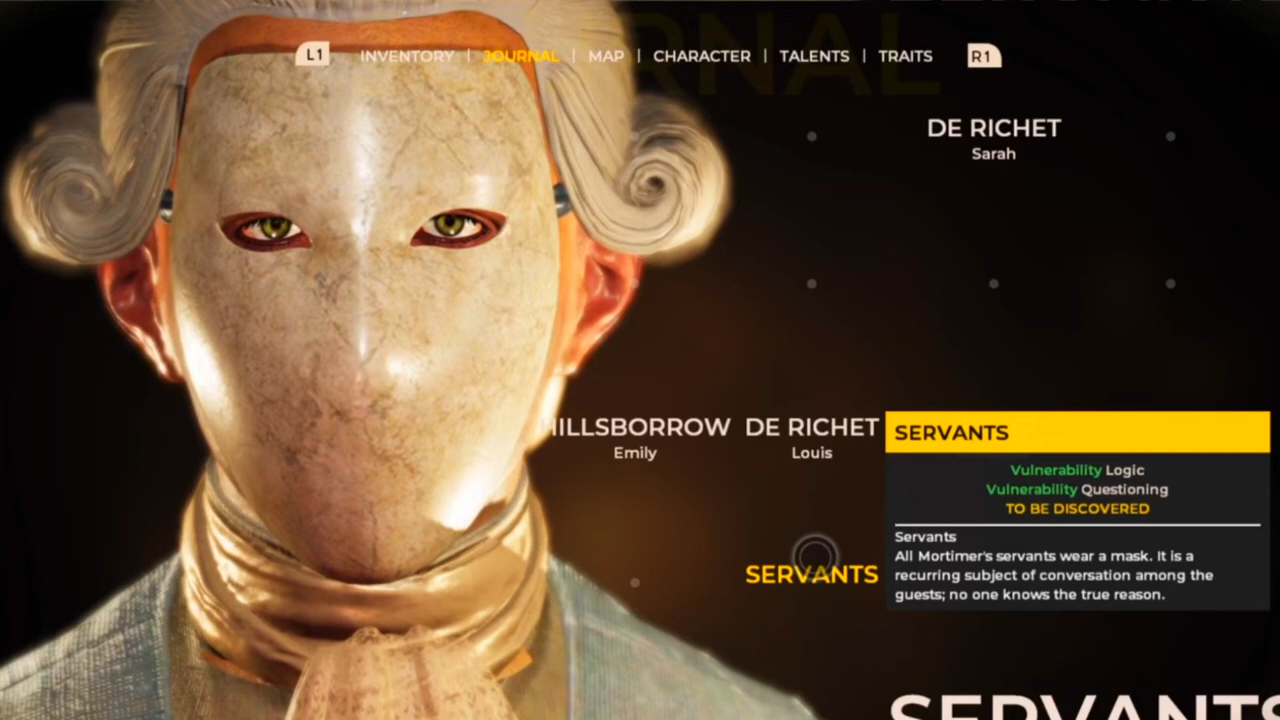 L1 INVENTORY | JOURNAL | MAP | CHARACTER | TALENTS | TRAITS R1
DE RICHET
Sarah
HILLSBORROW
Emily
DE RICHET
Louis
SERVANTS
SERVANTS
Vulnerability Logic
Vulnerability Questioning
TO BE DISCOVERED
Servants
All Mortimer's servants wear a mask. It is a
recurring subject of conversation among the
guests; no one knows the true reason.
SERVANTS